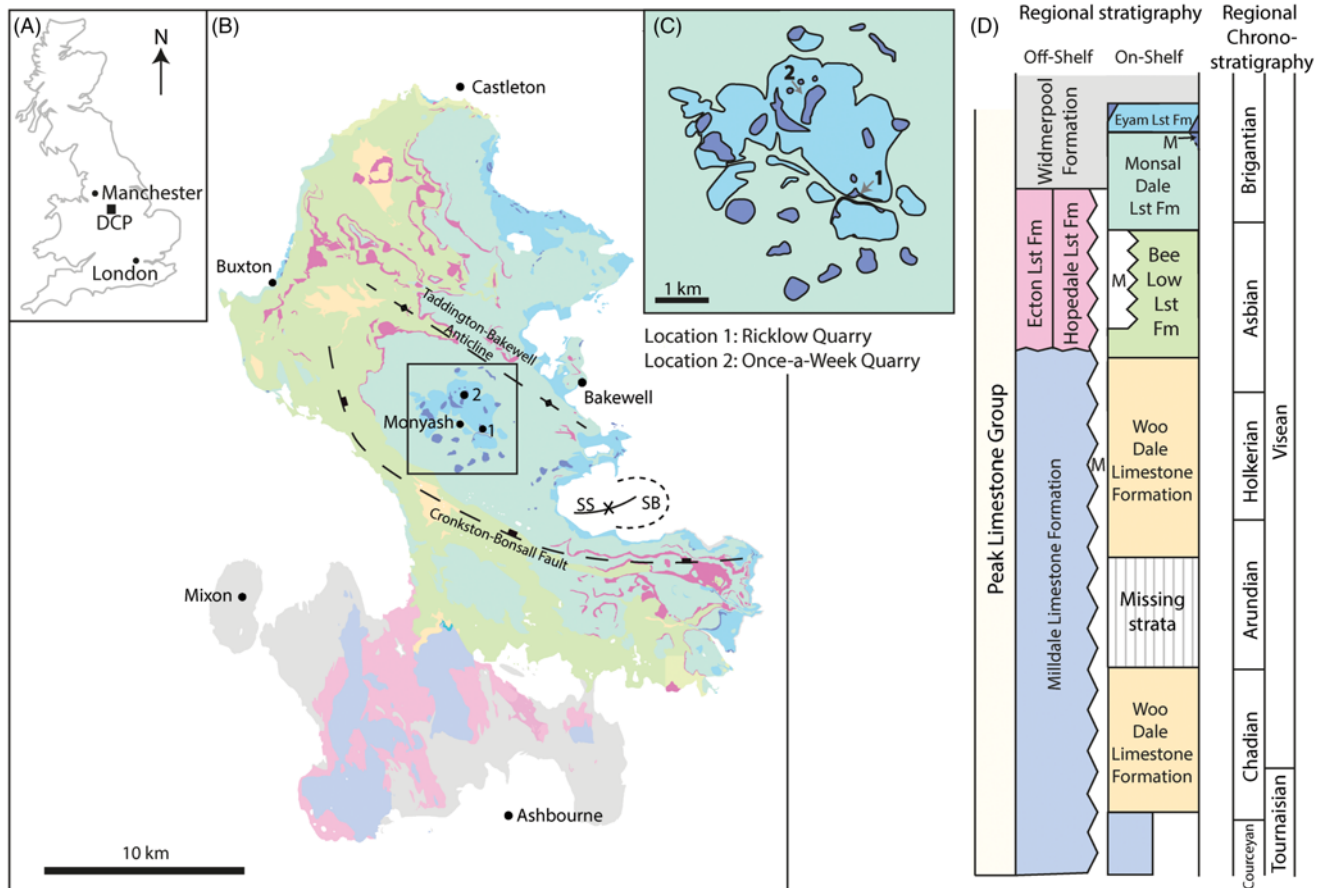 (A)
N
Manchester
DCP
London
(B)
Castleton
Buxton
Taddington-Bakewell
Anticline
Bakewell
2
Monyash
1
SS
SB
Cronkston-Bonsall Fault
Mixon
Ashbourne
10 km
(C)
2
1
1 km
Location 1: Ricklow Quarry
Location 2: Once-a-Week Quarry
(D)
Regional stratigraphy
Off-Shelf
On-Shelf
Regional
Chrono-
stratigraphy
Peak Limestone Group
Widmerpool
Formation
Ecton Lst Fm
Hopedale Lst Fm
Milldale Limestone Formation
M
Eyam Lst Fm
M
Monsal
Dale
Lst Fm
M
Bee
Low
Lst
Fm
Woo
Dale
Limestone
Formation
Missing
strata
Woo
Dale
Limestone
Formation
Brigantian
Asbian
Holkerian
Arundian
Chadian
Courceyan
Visean
Tournaisian